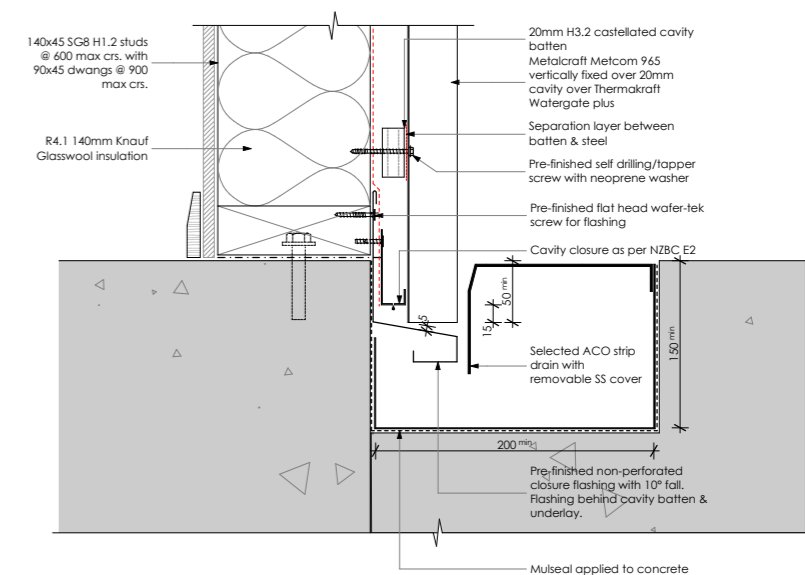 140x45 SG8 H1.2 studs
@ 600 max crs. with
90x45 dwangs @ 900
max crs.
R4.1 140mm Knauf
Glasswool insulation
20mm H3.2 castellated cavity
batten
Metalcraft Metcom 965
vertically fixed over 20mm
cavity over Thermakraft
Watergate plus
Separation layer between
batten & steel
Pre-finished self drilling/tapper
screw with neoprene washer
Pre-finished flat head wafer-tek
screw for flashing
Cavity closure as per NZBC E2
50 min
15
5
150 min
Selected ACO strip
drain with
removable SS cover
200 min
Pre-finished non-perforated
closure flashing with 10° fall.
Flashing behind cavity batten &
underlay.
Mulseal applied to concrete